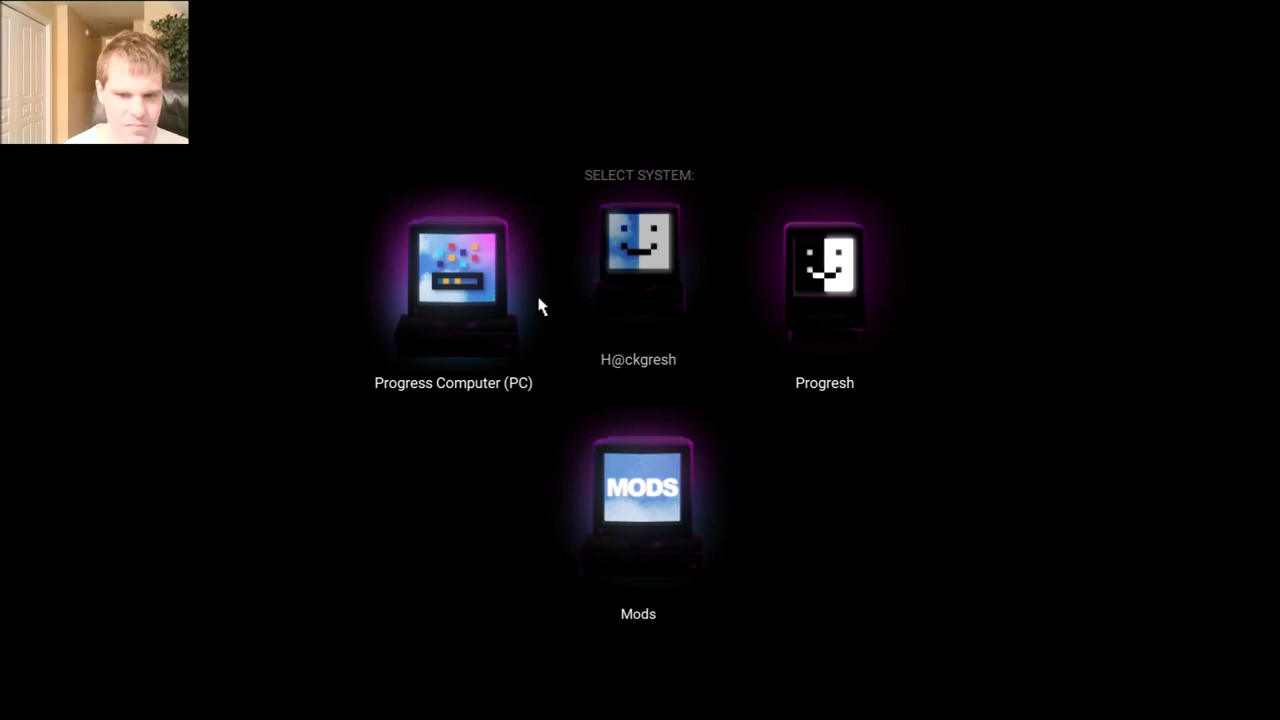 SELECT SYSTEM:
H@ckgresh
Progress Computer (PC)
Progresh
MODS
Mods